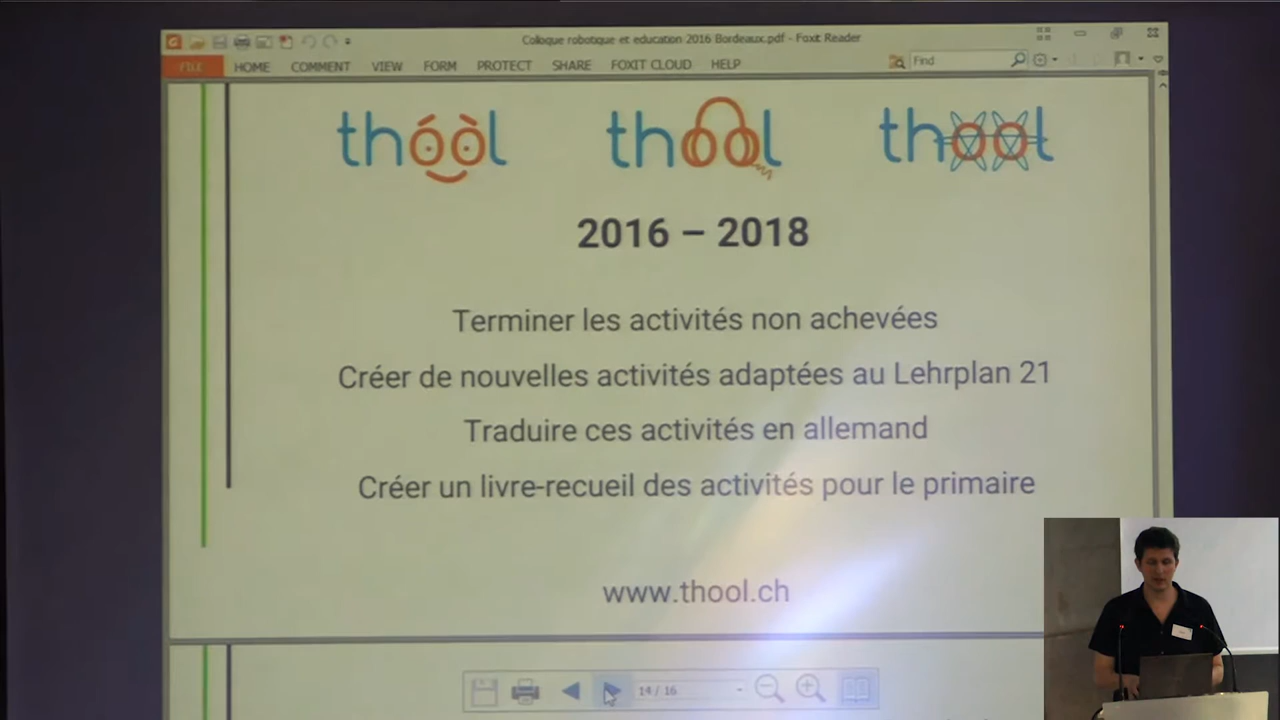 Colloque robotique et education 2016 Bordeaux.pdf - Foxit Reader
FILE HOME COMMENT VIEW FORM PROTECT SHARE FOXIT CLOUD HELP
Find
thóòl thool thool
2016 – 2018
Terminer les activités non achevées
Créer de nouvelles activités adaptées au Lehrplan 21
Traduire ces activités en allemand
Créer un livre-recueil des activités pour le primaire
www.thool.ch
14 / 16